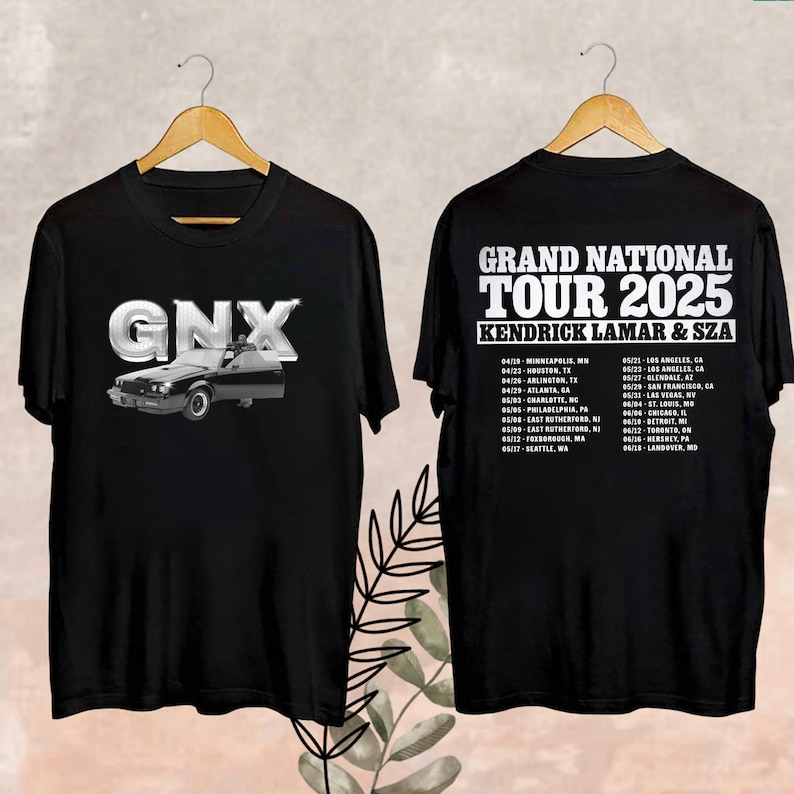 GNX
GRAND NATIONAL
TOUR 2025
KENDRICK LAMAR & SZA
04/19 - MINNEAPOLIS, MN
04/23 - HOUSTON, TX
04/26 - ARLINGTON, TX
04/29 - ATLANTA, GA
05/03 - CHARLOTTE, NC
05/05 - PHILADELPHIA, PA
05/08 - EAST RUTHERFORD, NJ
05/09 - EAST RUTHERFORD, NJ
05/12 - FOXBOROUGH, MA
05/17 - SEATTLE, WA
05/21 - LOS ANGELES, CA
05/23 - LOS ANGELES, CA
05/27 - GLENDALE, AZ
05/29 - SAN FRANCISCO, CA
05/31 - LAS VEGAS, NV
06/04 - ST. LOUIS, MO
06/06 - CHICAGO, IL
06/10 - DETROIT, MI
06/12 - TORONTO, ON
06/16 - HERSHEY, PA
06/18 - LANDOVER, MD